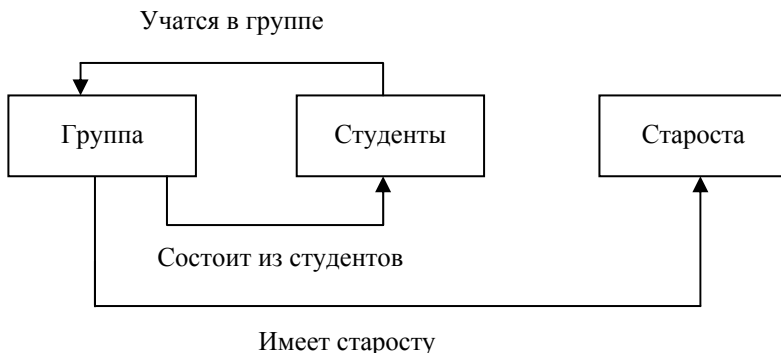 Учатся в группе
Группа
Студенты
Староста
Состоит из студентов
Имеет старосту